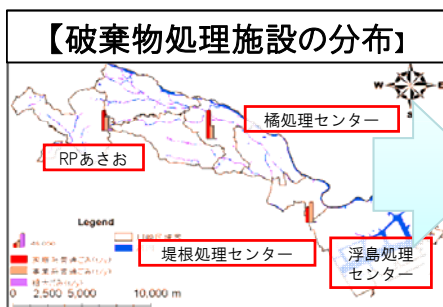 【破棄物処理施設の分布】
W
橘処理センター
RPあさお
Legend
堤根処理センター
浮島処理
センター
0 2,500 5,000 10,000 m